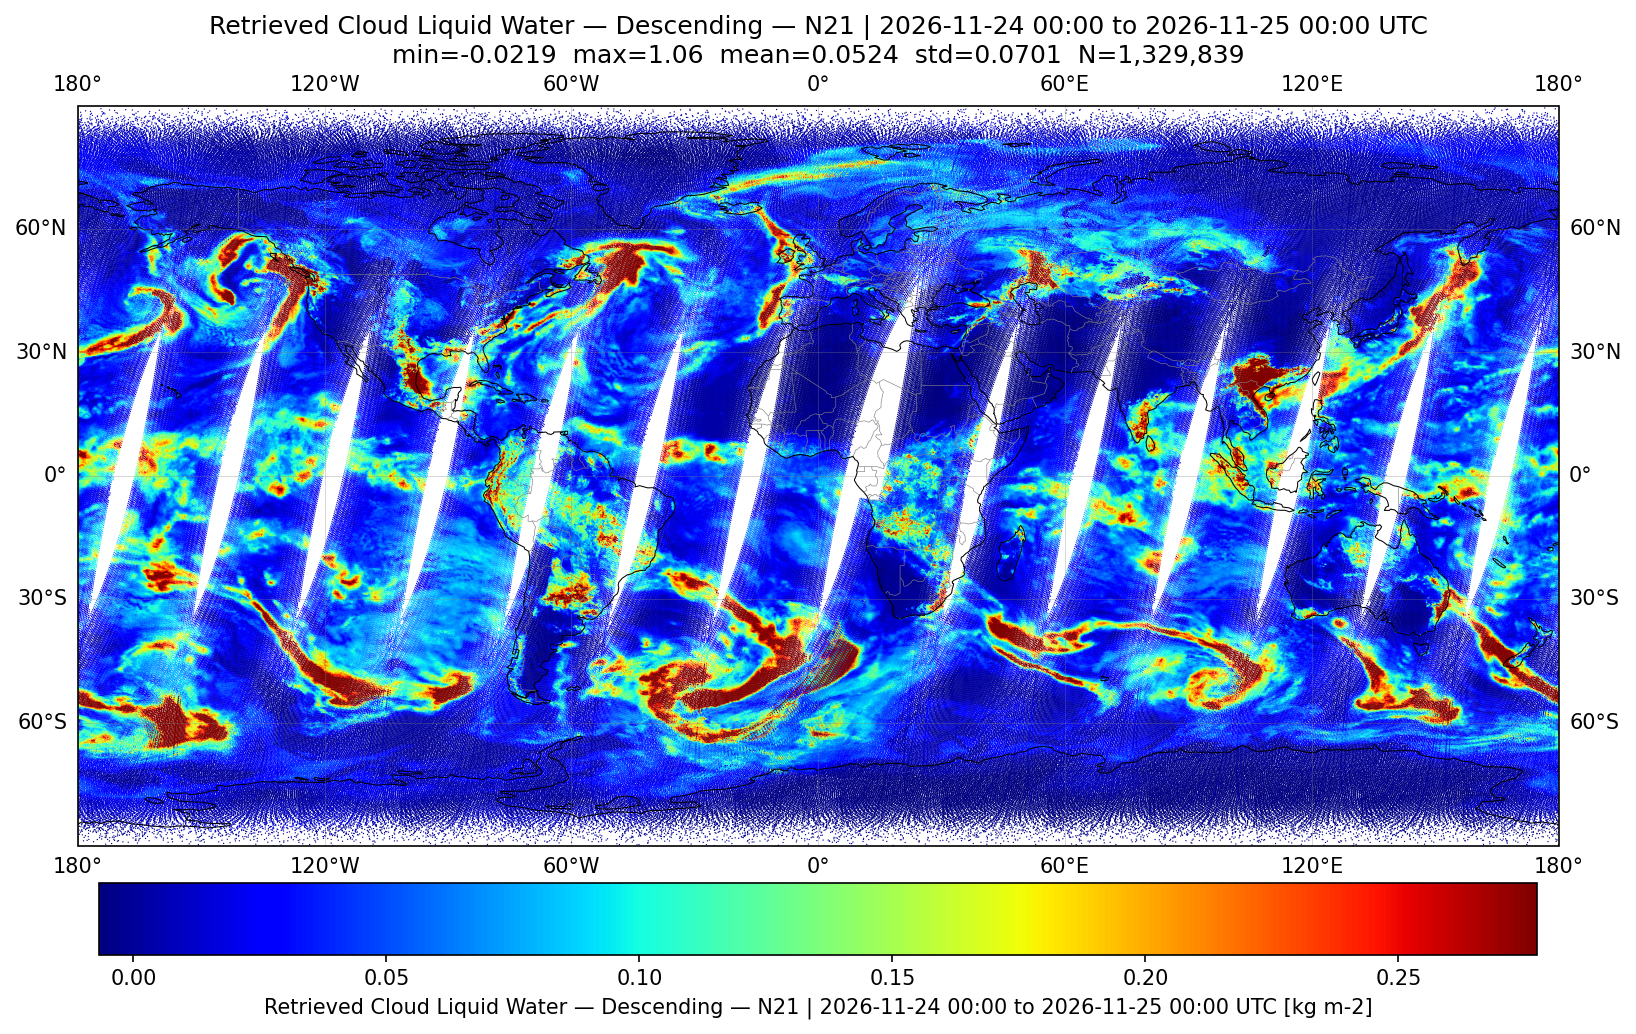 Retrieved Cloud Liquid Water — Descending — N21 | 2026-11-24 00:00 to 2026-11-25 00:00 UTC
min=-0.0219 max=1.06 mean=0.0524 std=0.0701 N=1,329,839
180° 120°W 60°W 0° 60°E 120°E 180°
60°N 60°N
30°N 30°N
0° 0°
30°S 30°S
60°S 60°S
180° 120°W 60°W 0° 60°E 120°E 180°
0.00 0.05 0.10 0.15 0.20 0.25
Retrieved Cloud Liquid Water — Descending — N21 | 2026-11-24 00:00 to 2026-11-25 00:00 UTC [kg m-2]